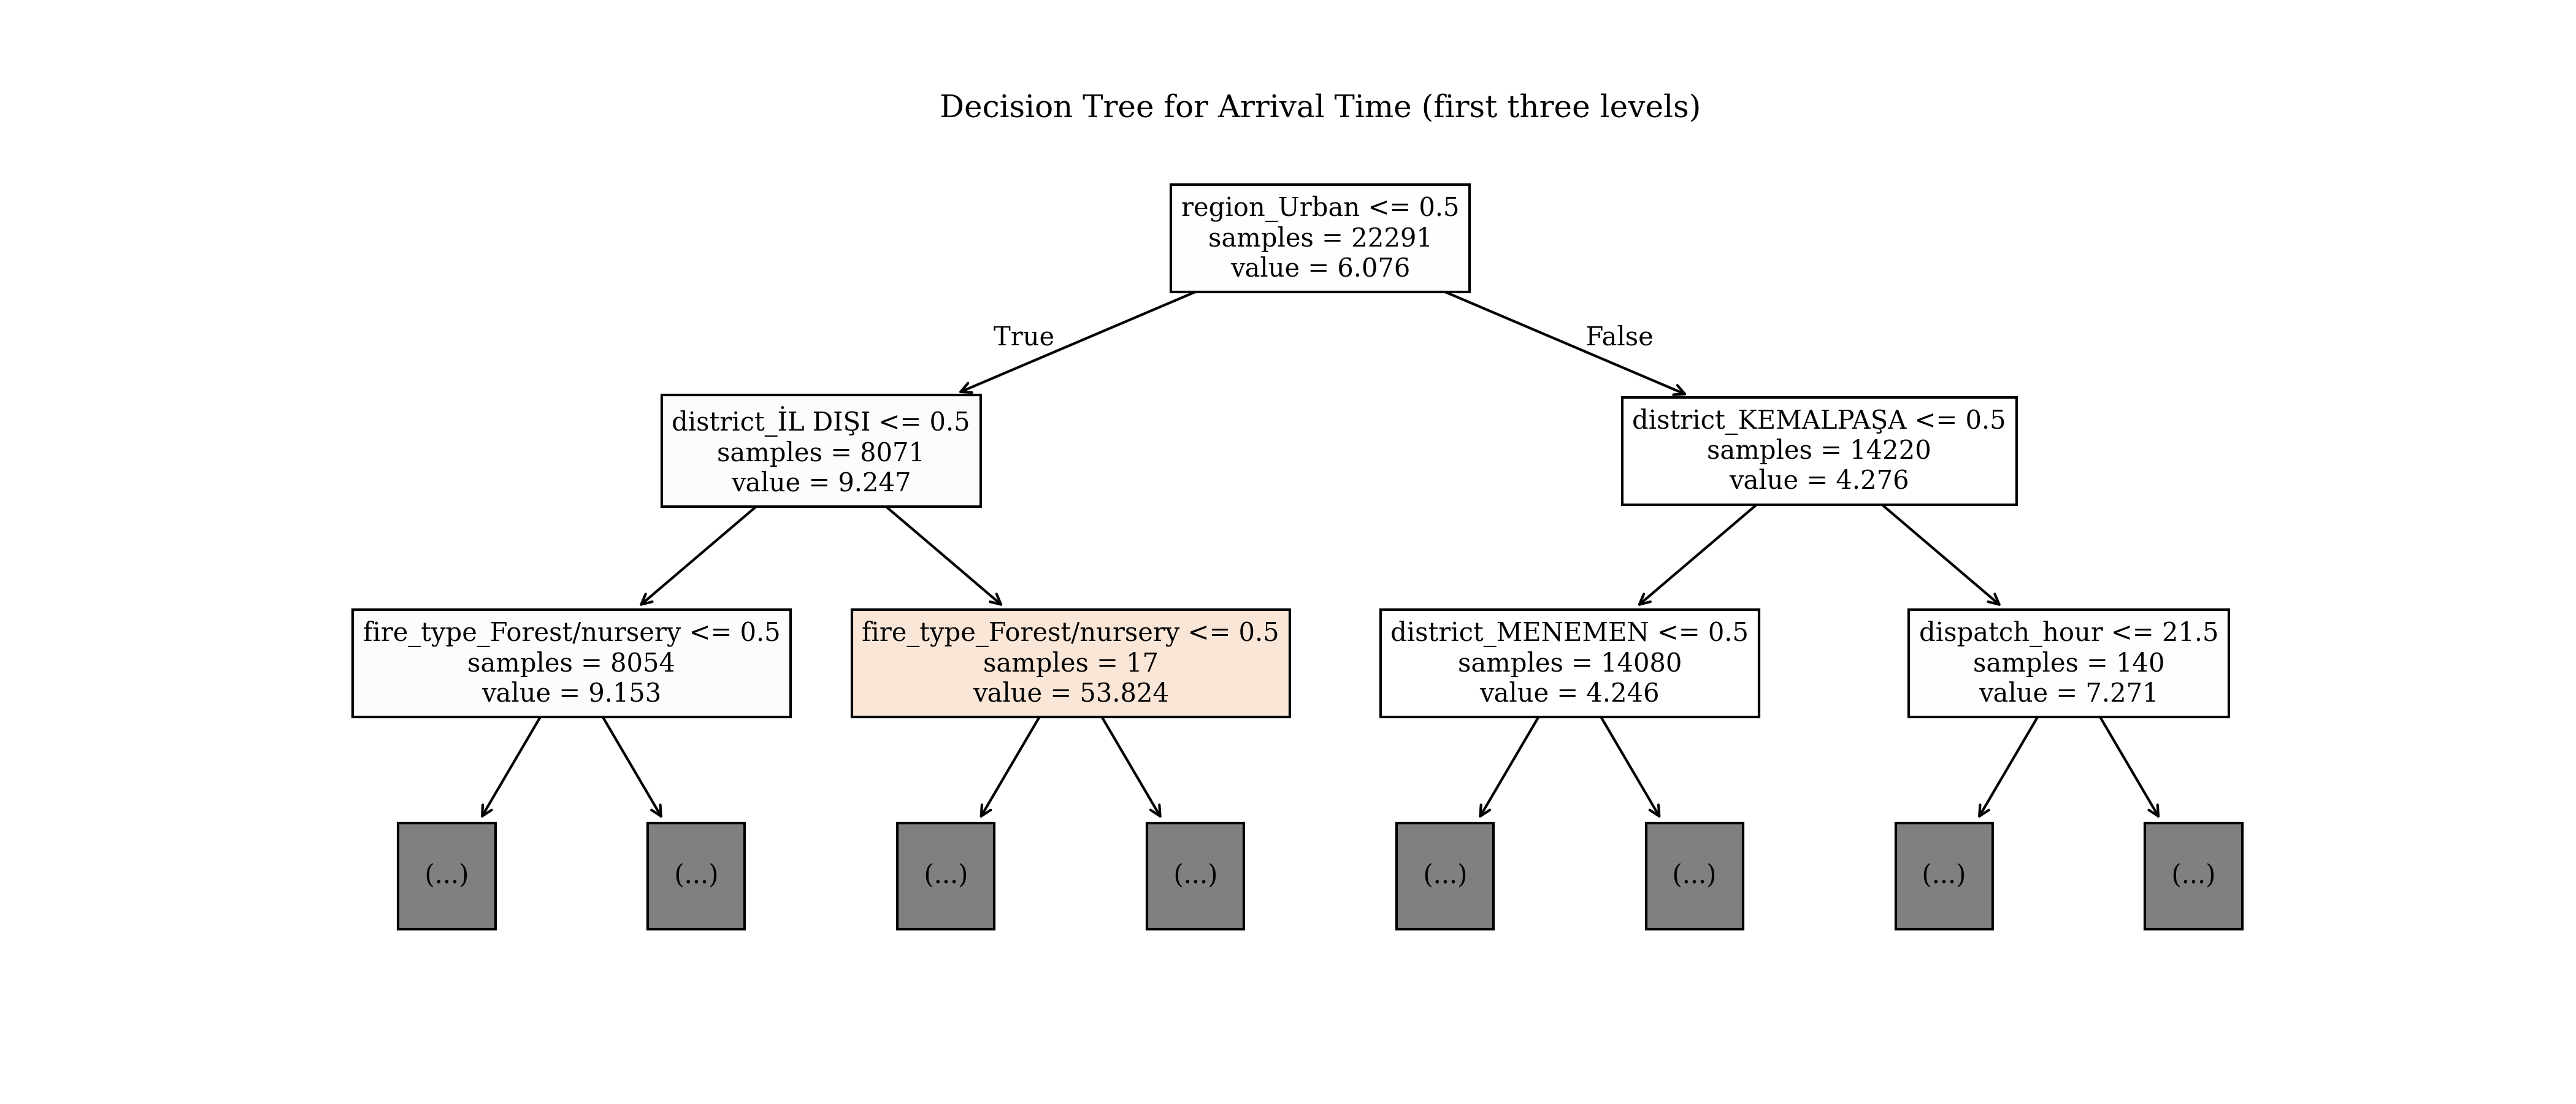 Decision Tree for Arrival Time (first three levels)
region_Urban <= 0.5
samples = 22291
value = 6.076
True
False
district_İL DIŞI <= 0.5
samples = 8071
value = 9.247
district_KEMALPAŞA <= 0.5
samples = 14220
value = 4.276
fire_type_Forest/nursery <= 0.5
samples = 8054
value = 9.153
fire_type_Forest/nursery <= 0.5
samples = 17
value = 53.824
district_MENEMEN <= 0.5
samples = 14080
value = 4.246
dispatch_hour <= 21.5
samples = 140
value = 7.271
(...)
(...)
(...)
(...)
(...)
(...)
(...)
(...)